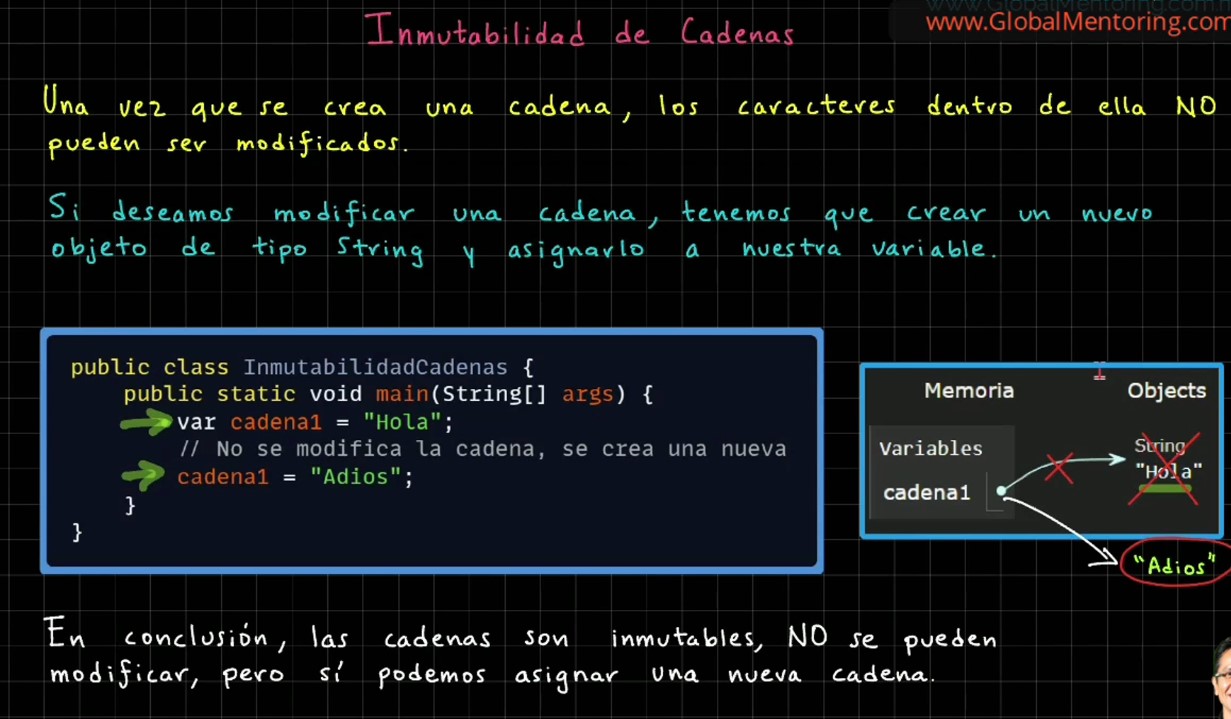 Inmutabilidad de Cadenas
www.GlobalMentoring.com
Una vez que se crea una cadena, los caracteres dentro de ella NO
pueden ser modificados.
Si deseamos modificar una cadena, tenemos que crear un nuevo
objeto de tipo String y asignarlo a nuestra variable.
public class InmutabilidadCadenas {
public static void main(String[] args) {
var cadena1 = "Hola";
// No se modifica la cadena, se crea una nueva
cadena1 = "Adios";
}
}
Memoria
Objects
Variables
cadena1
String
"Hola"
"Adios"
En conclusión, las cadenas son inmutables, NO se pueden
modificar, pero sí podemos asignar una nueva cadena.